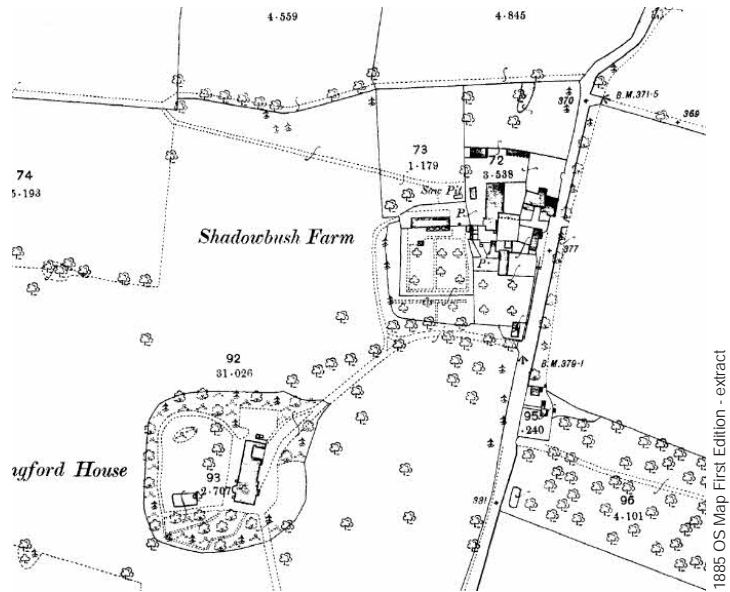 4·559
4·845
370
B.M.371·5
369
73
1·179
72
3·538
74
5·193
Saw Pit
P.
Shadowbush Farm
377
P.
92
31·026
B.M.379·1
95
·240
ngford House
93
2·707
381
96
4·101
1885 OS Map First Edition - extract